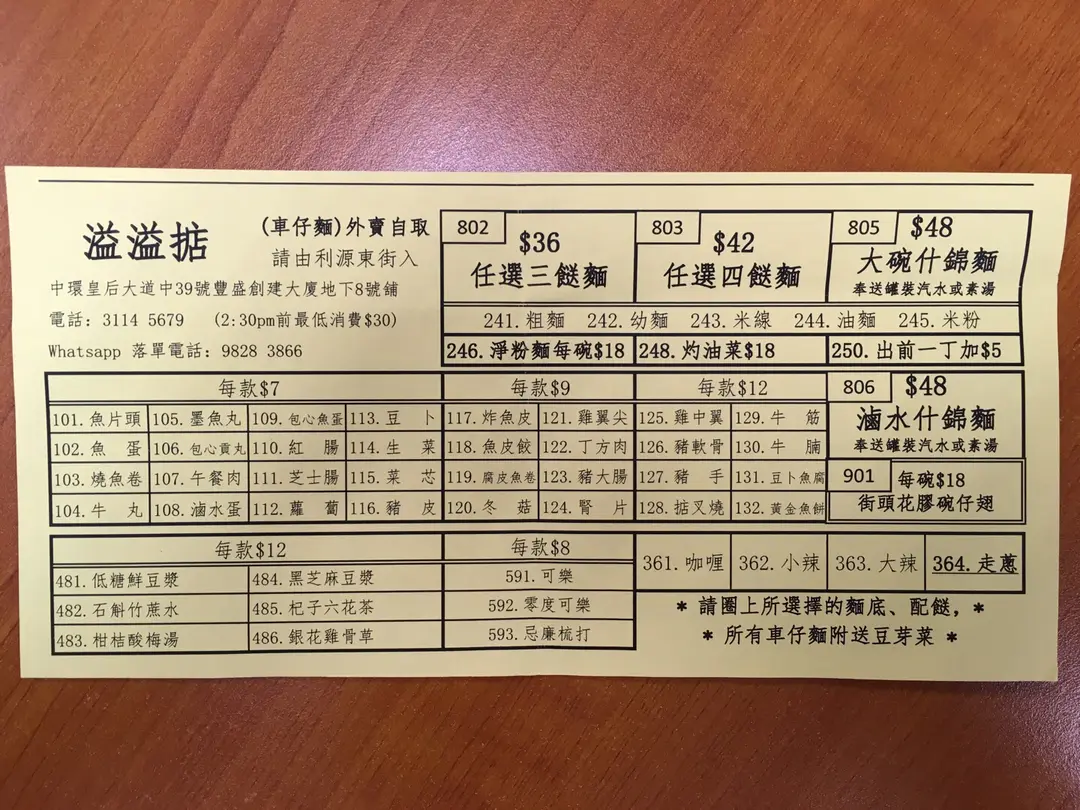 溢溢掂
(車仔麵)外賣自取
請由利源東街入
中環皇后大道中39號豐盛創建大廈地下8號鋪
電話：3114 5679 (2:30pm前最低消費$30)
Whatsapp 落單電話：9828 3866
802 $36
任選三餸麵
803 $42
任選四餸麵
805 $48
大碗什錦麵
奉送罐裝汽水或素湯
241.粗麵 242.幼麵 243.米線 244.油麵 245.米粉
246.淨粉麵每碗$18 248.灼油菜$18 250.出前一丁加$5
每款$7 每款$9 每款$12
101.魚片頭 105.墨魚丸 109.包心魚蛋 113.豆卜 117.炸魚皮 121.雞翼尖 125.雞中翼 129.牛筋
102.魚蛋 106.包心貢丸 110.紅腸 114.生菜 118.魚皮餃 122.丁方肉 126.豬軟骨 130.牛腩
103.燒魚卷 107.午餐肉 111.芝士腸 115.菜芯 119.腐皮魚卷 123.豬大腸 127.豬手 131.豆卜魚腐
104.牛丸 108.滷水蛋 112.蘿蔔 116.豬皮 120.冬菇 124.腎片 128.掂叉燒 132.黃金魚餅
806 $48
滷水什錦麵
奉送罐裝汽水或素湯
901 每碗$18
街頭花膠碗仔翅
每款$12 每款$8
481.低糖鮮豆漿 484.黑芝麻豆漿 591.可樂
482.石斛竹蔗水 485.杞子六花茶 592.零度可樂
483.柑桔酸梅湯 486.銀花雞骨草 593.忌廉梳打
361.咖喱 362.小辣 363.大辣 364.走蔥
* 請圈上所選擇的麵底、配餸，*
* 所有車仔麵附送豆芽菜 *